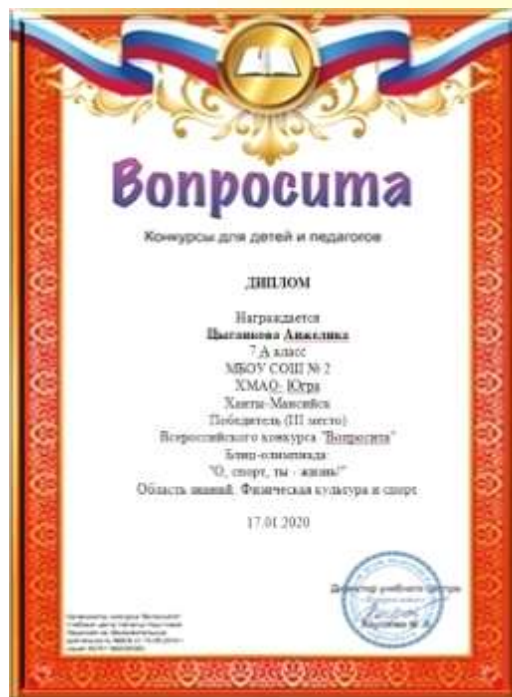 Вопросита
Конкурсы для детей и педагогов
ДИПЛОМ
Награждается
Цыганкова Анжелика
7 А класс
МБОУ СОШ № 2
ХМАО- Югра
Ханты-Мансийск
Победитель (III место)
Всероссийского конкурса "Вопросита"
Блиц-олимпиада:
"О, спорт, ты - жизнь!"
Область знаний: Физическая культура и спорт
17.01.2020
Директор учебного центра